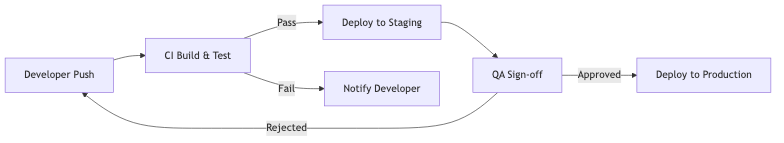 Developer Push
CI Build & Test
Pass
Fail
Deploy to Staging
Notify Developer
QA Sign-off
Approved
Deploy to Production
Rejected